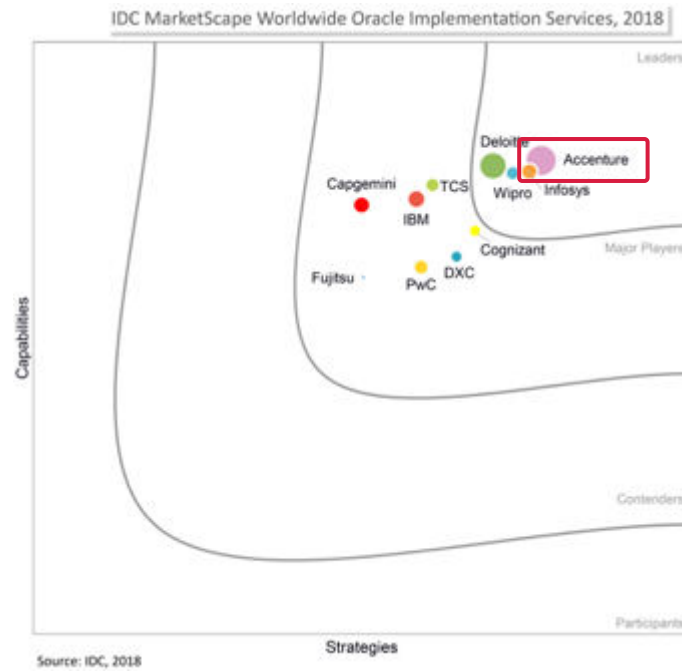 IDC MarketScape Worldwide Oracle Implementation Services, 2018
Leaders
Deloitte
Accenture
Capgemini
TCS
Wipro
Infosys
IBM
Cognizant
Major Players
DXC
Fujitsu
PwC
Capabilities
Contenders
Participants
Strategies
Source: IDC, 2018